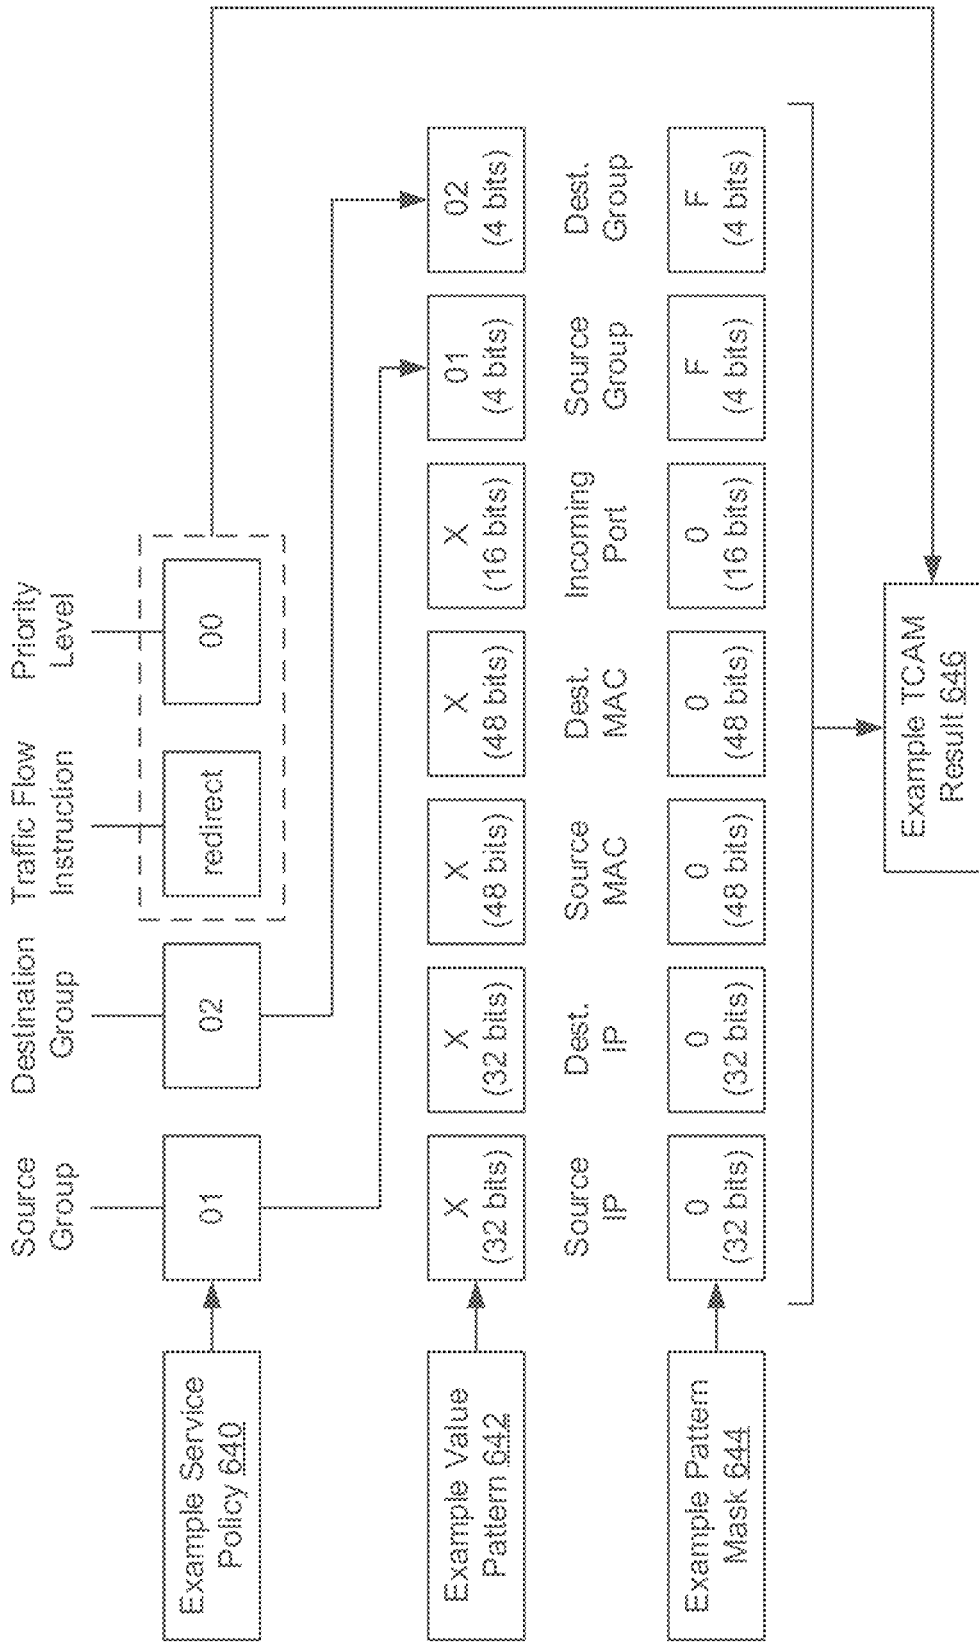 Source
Group
Destination
Group
Traffic Flow
Instruction
Priority
Level
Example Service
Policy 640
01
02
redirect
00
Example Value
Pattern 642
X
(32 bits)
X
(32 bits)
X
(48 bits)
X
(48 bits)
X
(16 bits)
01
(4 bits)
02
(4 bits)
Source
IP
Dest.
IP
Source
MAC
Dest.
MAC
Incoming
Port
Source
Group
Dest.
Group
Example Pattern
Mask 644
0
(32 bits)
0
(32 bits)
0
(48 bits)
0
(48 bits)
0
(16 bits)
F
(4 bits)
F
(4 bits)
Example TCAM
Result 646